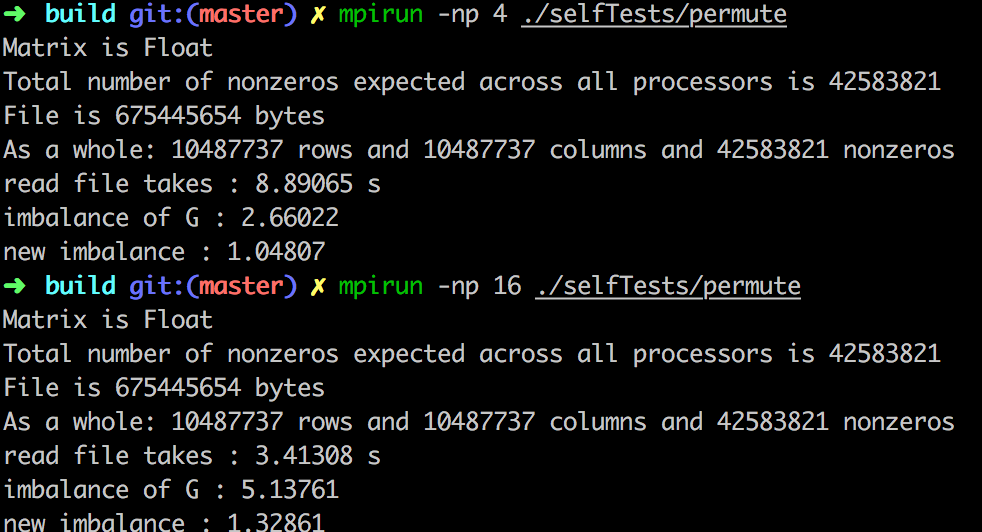 ➜ build git:(master) ✗ mpirun -np 4 ./selfTests/permute
Matrix is Float
Total number of nonzeros expected across all processors is 42583821
File is 675445654 bytes
As a whole: 10487737 rows and 10487737 columns and 42583821 nonzeros
read file takes : 8.89065 s
imbalance of G : 2.66022
new imbalance : 1.04807
➜ build git:(master) ✗ mpirun -np 16 ./selfTests/permute
Matrix is Float
Total number of nonzeros expected across all processors is 42583821
File is 675445654 bytes
As a whole: 10487737 rows and 10487737 columns and 42583821 nonzeros
read file takes : 3.41308 s
imbalance of G : 5.13761
new imbalance : 1.32861